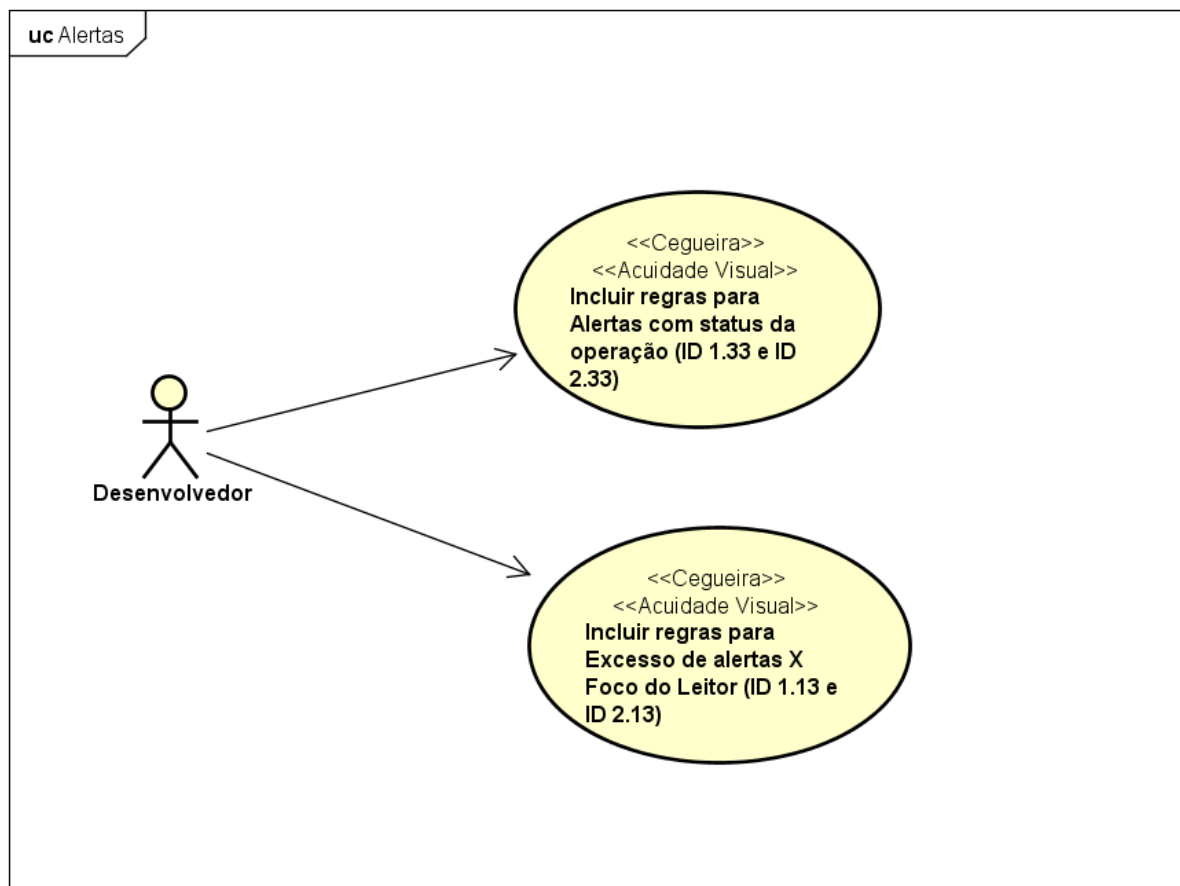 uc Alertas
<<Cegueira>>
<<Acuidade Visual>>
Incluir regras para
Alertas com status da
operação (ID 1.33 e ID
2.33)
Desenvolvedor
<<Cegueira>>
<<Acuidade Visual>>
Incluir regras para
Excesso de alertas X
Foco do Leitor (ID 1.13 e
ID 2.13)